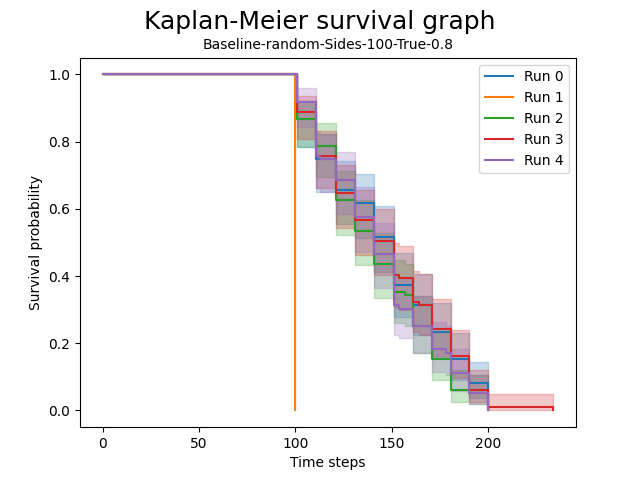 Kaplan-Meier survival graph
Baseline-random-Sides-100-True-0.8
Survival probability
1.0
0.8
0.6
0.4
0.2
0.0
Run 0
Run 1
Run 2
Run 3
Run 4
0 50 100 150 200
Time steps